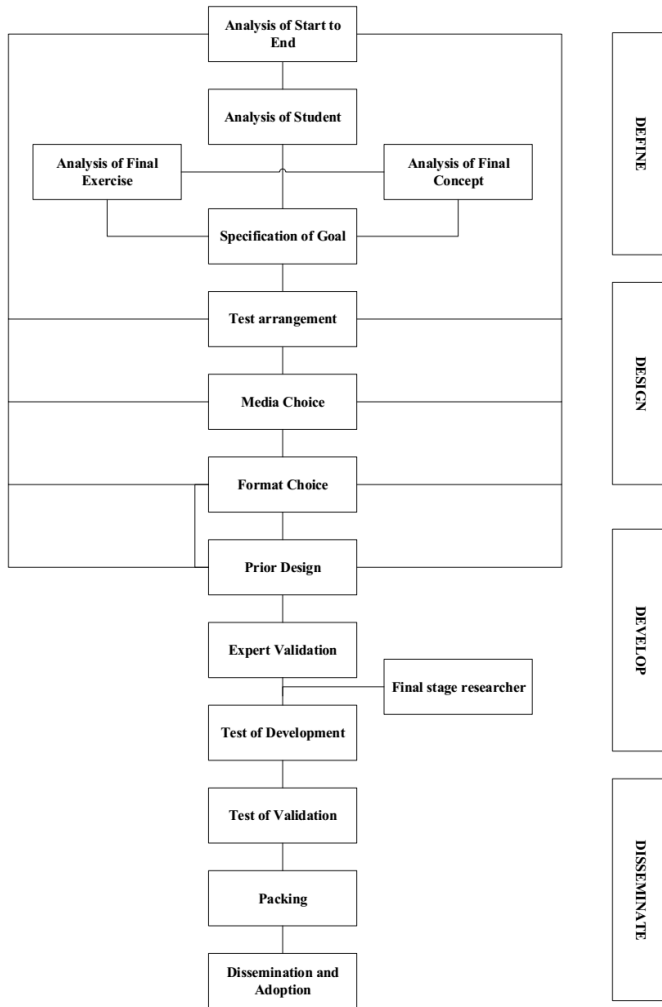 Analysis of Start to
End
Analysis of Student
Analysis of Final
Exercise
Analysis of Final
Concept
Specification of Goal
Test arrangement
Media Choice
Format Choice
Prior Design
Expert Validation
Final stage researcher
Test of Development
Test of Validation
Packing
Dissemination and
Adoption
DEFINE
DESIGN
DEVELOP
DISSEMINATE